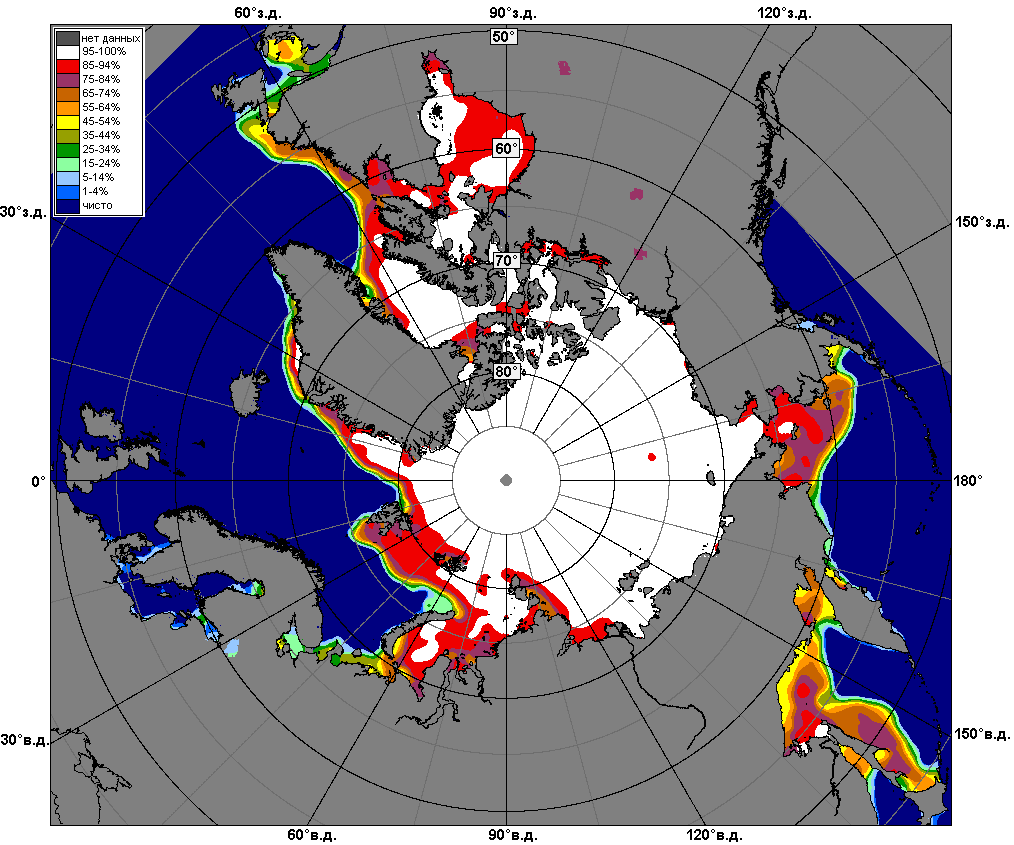 60°з.д.
90°з.д.
120°з.д.
нет данных
95-100%
85-94%
75-84%
65-74%
55-64%
45-54%
35-44%
25-34%
15-24%
5-14%
1-4%
чисто
50°
60°
30°з.д.
150°з.д.
70°
80°
0°
180°
30°в.д.
150°в.д.
60°в.д.
90°в.д.
120°в.д.